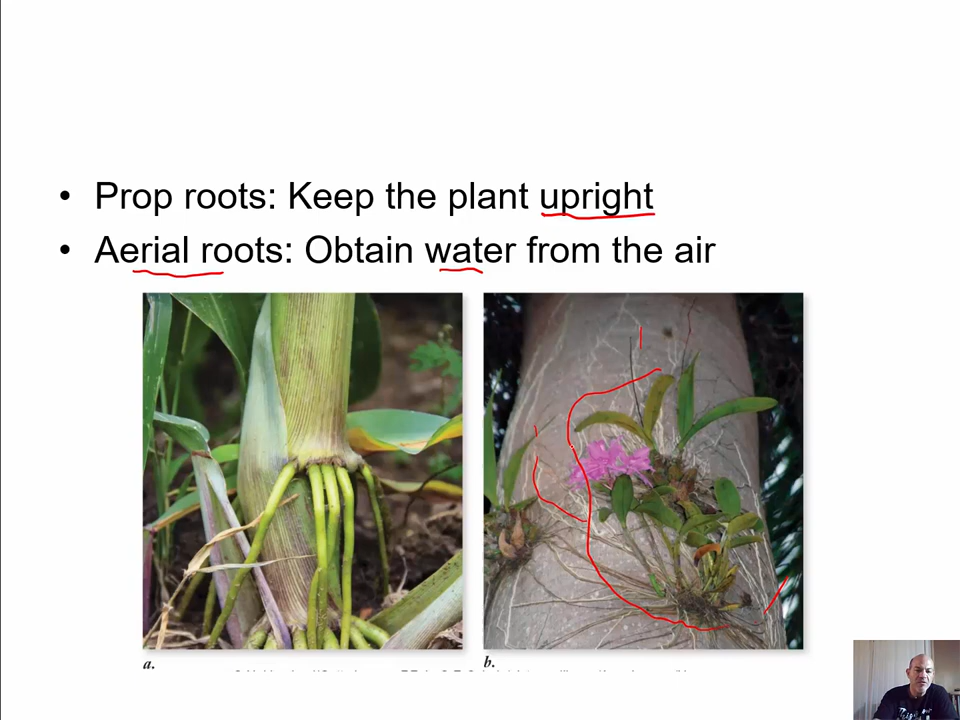 • Prop roots: Keep the plant upright
• Aerial roots: Obtain water from the air
a.
b.